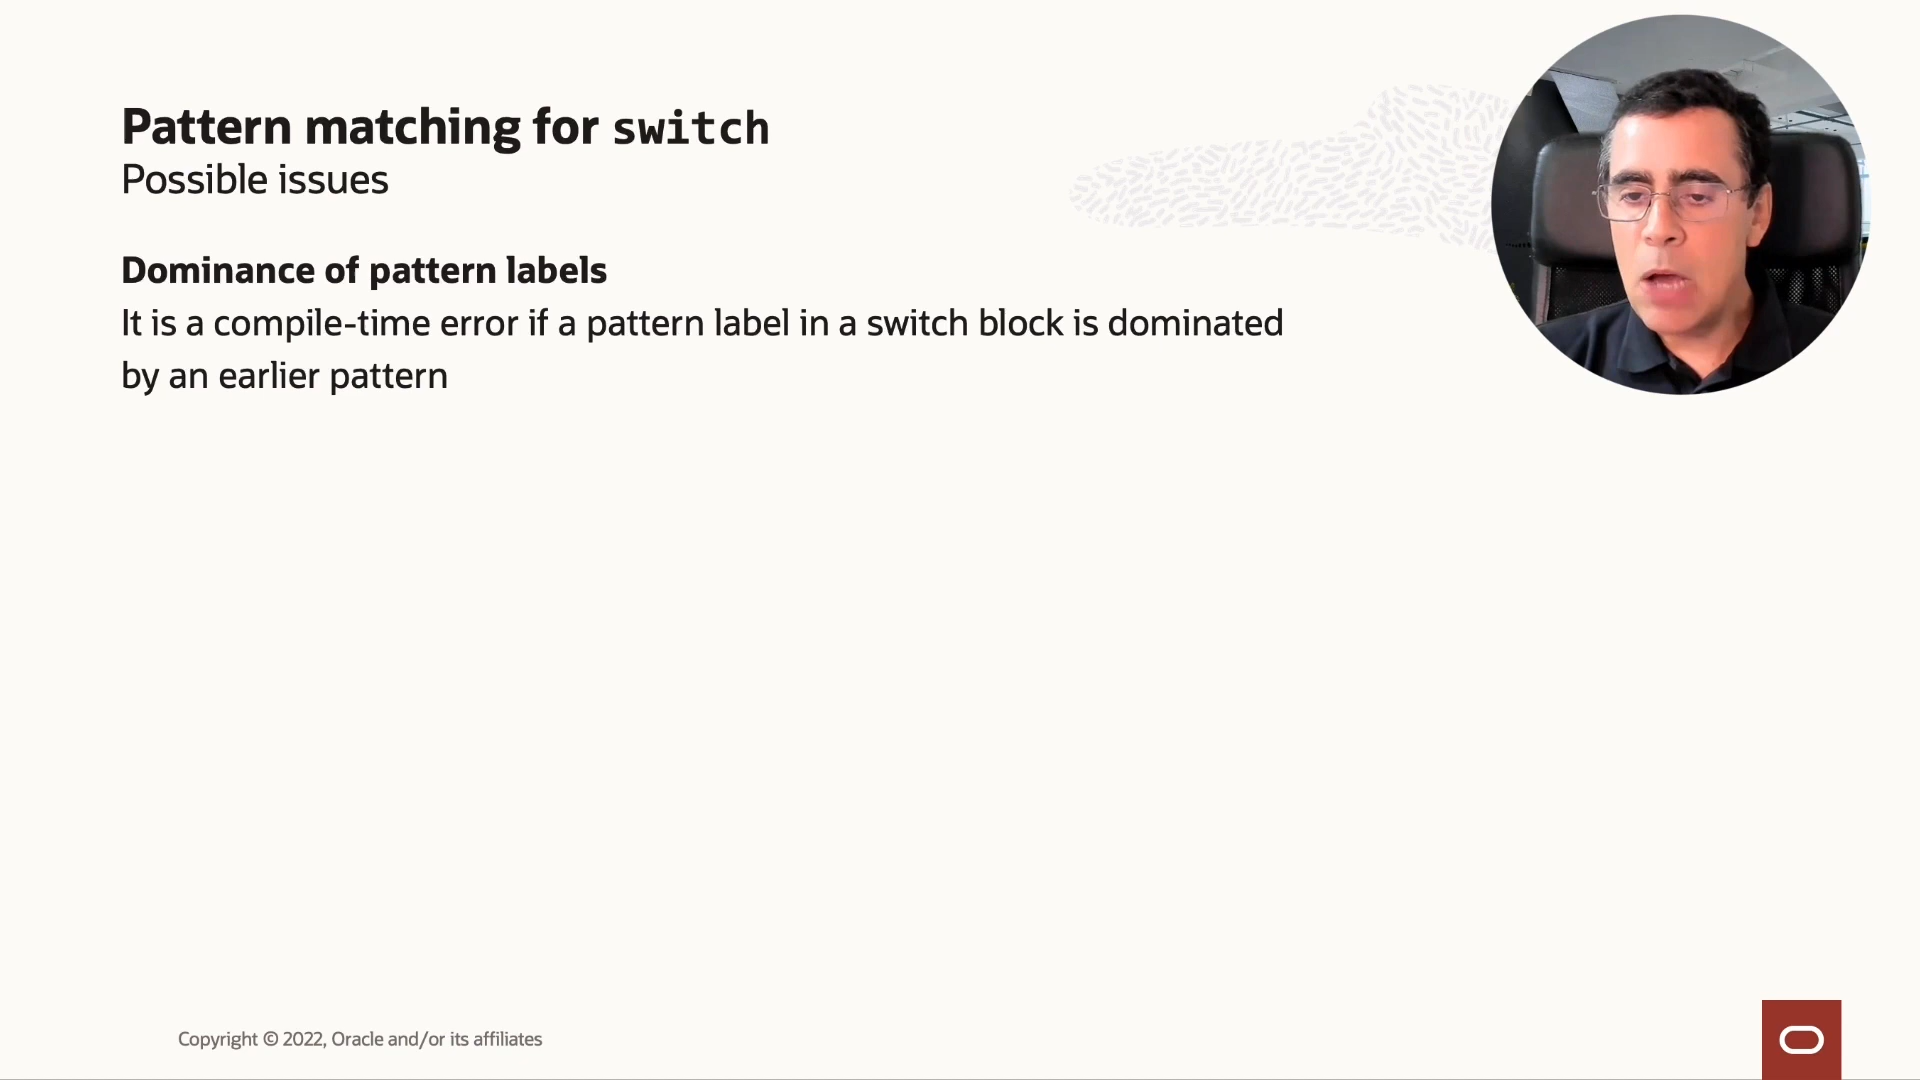 Pattern matching for switch
Possible issues
Dominance of pattern labels
It is a compile-time error if a pattern label in a switch block is dominated
by an earlier pattern
Copyright © 2022, Oracle and/or its affiliates